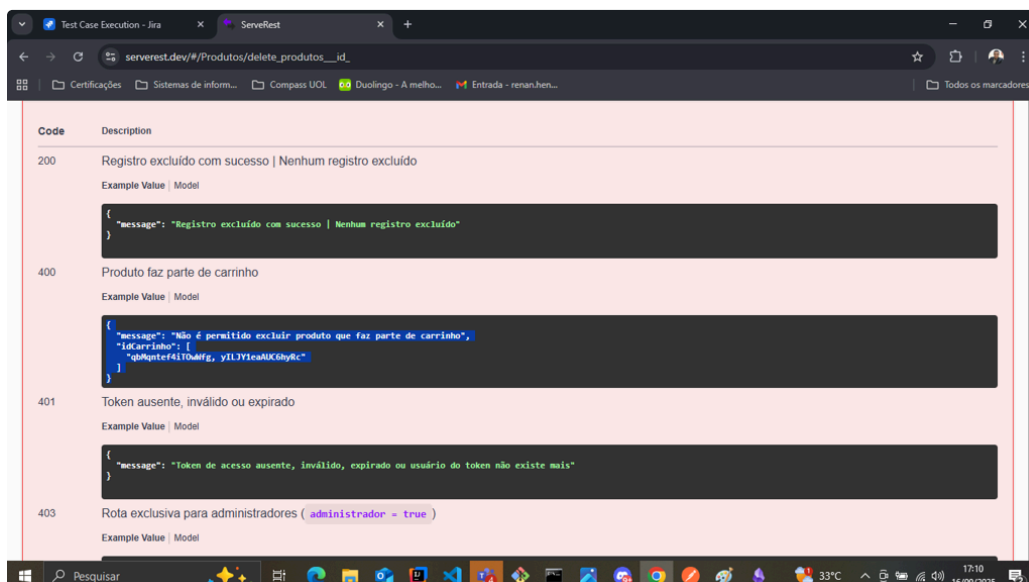 Test Case Execution - Jira
ServeRest
serverest.dev/#/Produtos/delete_produtos__id_
Certificações
Sistemas de inform...
Compass UOL
Duolingo - A melho...
Entrada - renan.hen...
Todos os marcadores
Code Description
200 Registro excluído com sucesso | Nenhum registro excluído
Example Value | Model
{
"message": "Registro excluído com sucesso | Nenhum registro excluído"
}
400 Produto faz parte de carrinho
Example Value | Model
{
"message": "Não é permitido excluir produto que faz parte de carrinho",
"idCarrinho": [
"qbMqntef4iTOwWfg, yILJY1eaAUC6hyRc"
]
}
401 Token ausente, inválido ou expirado
Example Value | Model
{
"message": "Token de acesso ausente, inválido, expirado ou usuário do token não existe mais"
}
403 Rota exclusiva para administradores ( administrador = true )
Example Value | Model
Pesquisar
33°C
17:10
16/09/2025